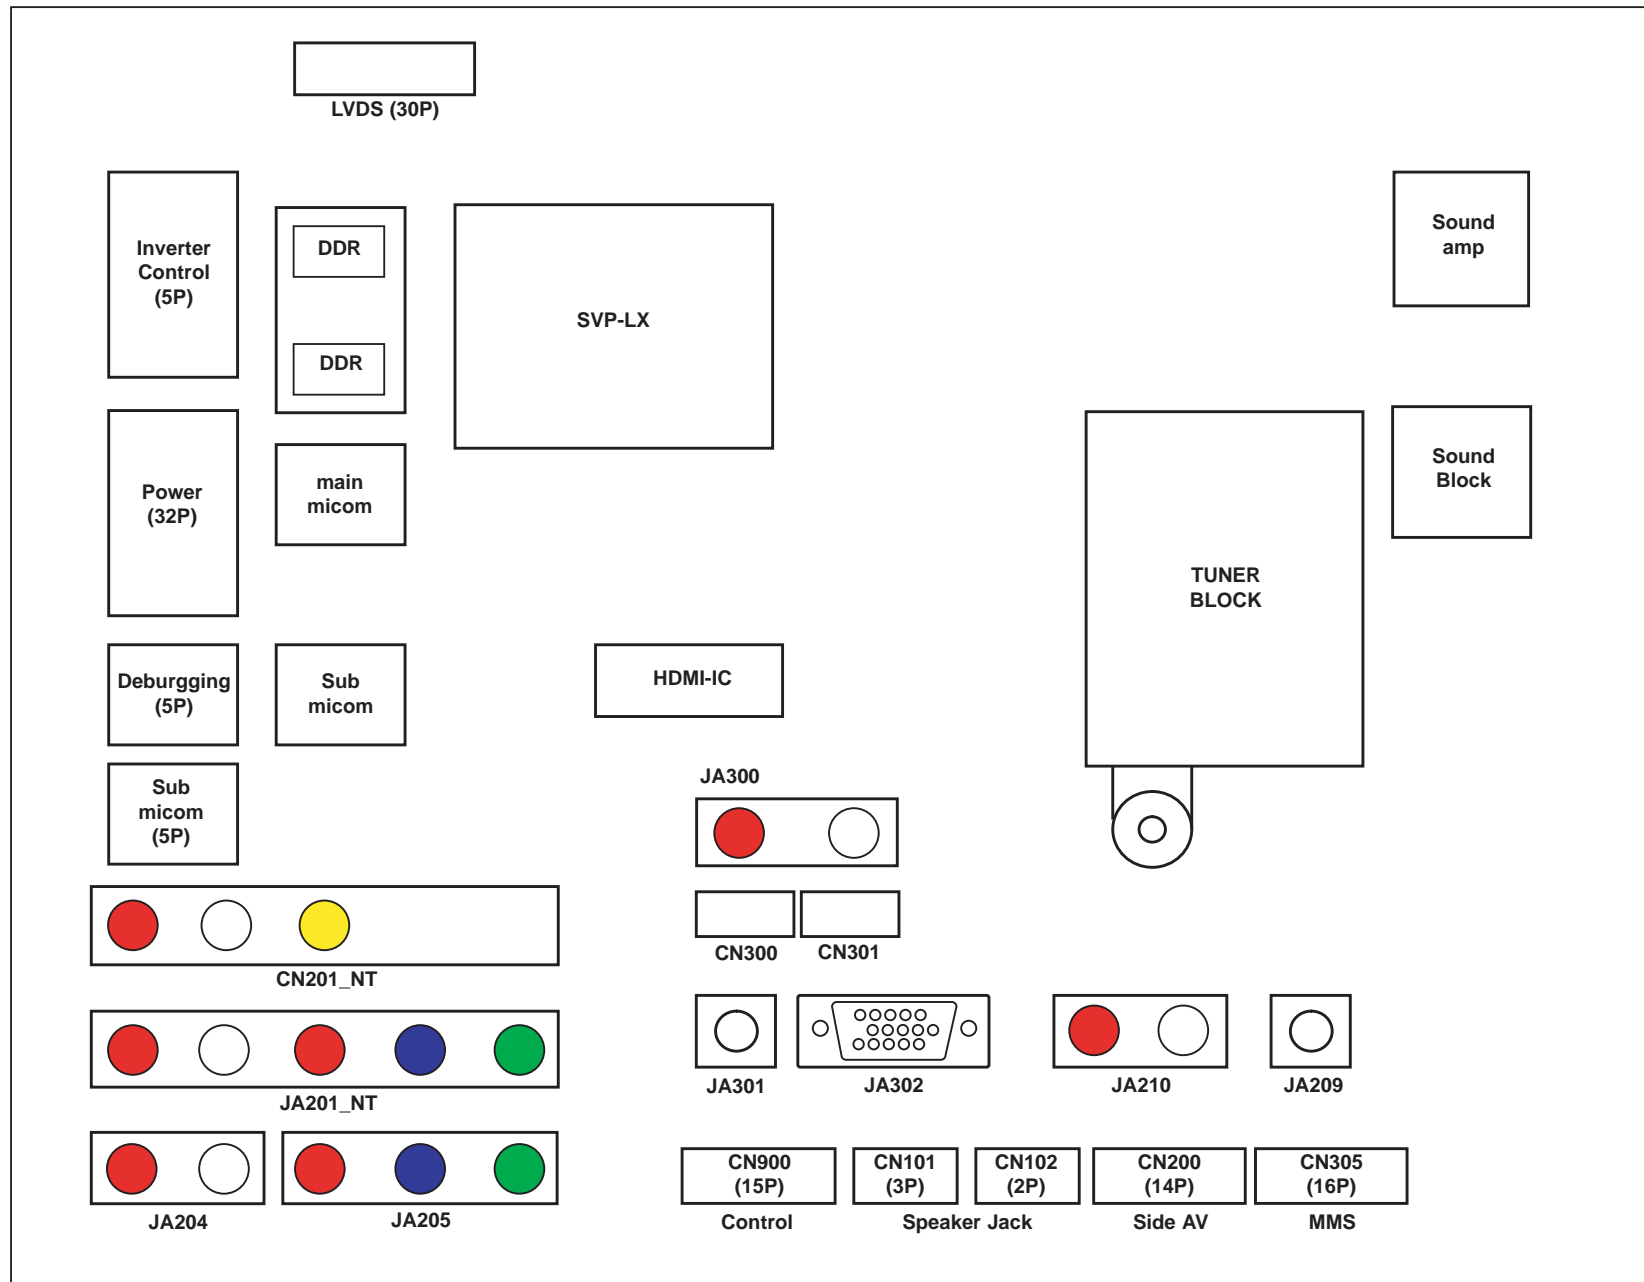 LVDS (30P)
Inverter
Control
(5P)
DDR
DDR
SVP-LX
Sound
amp
Power
(32P)
main
micom
Sound
Block
TUNER
BLOCK
Deburgging
(5P)
Sub
micom
HDMI-IC
Sub
micom
(5P)
JA300
CN300
CN301
CN201_NT
JA301
JA302
JA210
JA209
JA201_NT
CN900
(15P)
CN101
(3P)
CN102
(2P)
CN200
(14P)
CN305
(16P)
JA204
JA205
Control
Speaker Jack
Side AV
MMS